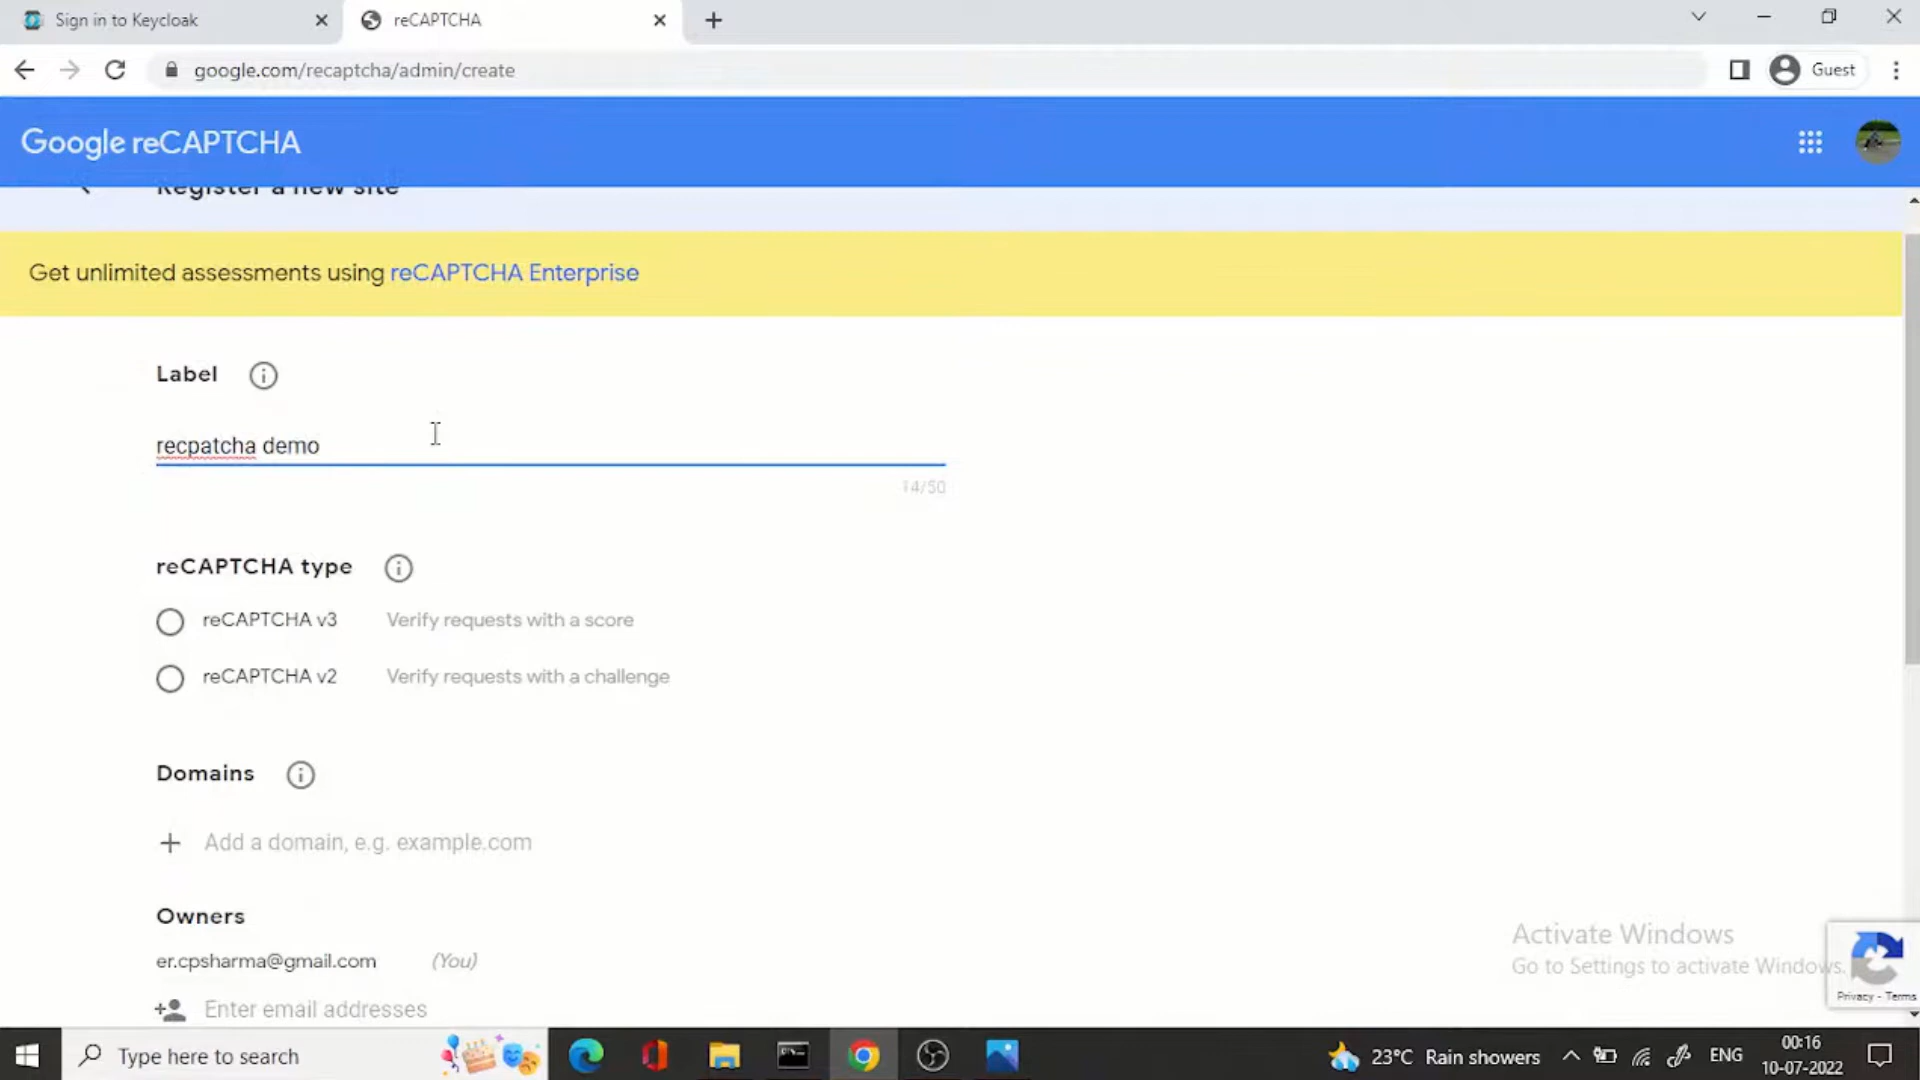 Sign in to Keycloak
reCAPTCHA
google.com/recaptcha/admin/create
Guest
Google reCAPTCHA
Register a new site
Get unlimited assessments using reCAPTCHA Enterprise
Label
recpatcha demo
14/50
reCAPTCHA type
reCAPTCHA v3 Verify requests with a score
reCAPTCHA v2 Verify requests with a challenge
Domains
Add a domain, e.g. example.com
Owners
er.cpsharma@gmail.com (You)
Enter email addresses
Activate Windows
Go to Settings to activate Windows.
Privacy - Terms
Type here to search
23°C Rain showers
ENG
00:16
10-07-2022